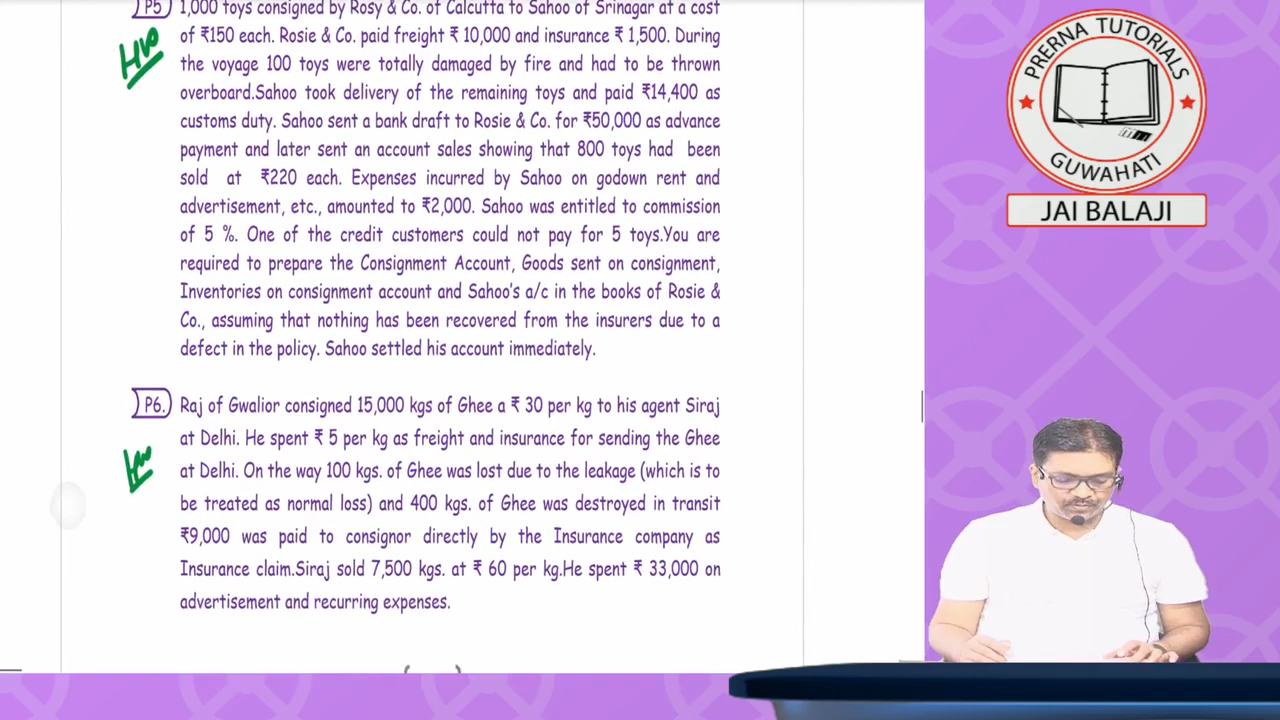 P5 1,000 toys consigned by Rosy & Co. of Calcutta to Sahoo of Srinagar at a cost
of ₹150 each. Rosie & Co. paid freight ₹ 10,000 and insurance ₹ 1,500. During
the voyage 100 toys were totally damaged by fire and had to be thrown
overboard.Sahoo took delivery of the remaining toys and paid ₹14,400 as
customs duty. Sahoo sent a bank draft to Rosie & Co. for ₹50,000 as advance
payment and later sent an account sales showing that 800 toys had been
sold at ₹220 each. Expenses incurred by Sahoo on godown rent and
advertisement, etc., amounted to ₹2,000. Sahoo was entitled to commission
of 5 %. One of the credit customers could not pay for 5 toys.You are
required to prepare the Consignment Account, Goods sent on consignment,
Inventories on consignment account and Sahoo's a/c in the books of Rosie &
Co., assuming that nothing has been recovered from the insurers due to a
defect in the policy. Sahoo settled his account immediately.
HW
P6. Raj of Gwalior consigned 15,000 kgs of Ghee a ₹ 30 per kg to his agent Siraj
at Delhi. He spent ₹ 5 per kg as freight and insurance for sending the Ghee
at Delhi. On the way 100 kgs. of Ghee was lost due to the leakage (which is to
be treated as normal loss) and 400 kgs. of Ghee was destroyed in transit
₹9,000 was paid to consignor directly by the Insurance company as
Insurance claim.Siraj sold 7,500 kgs. at ₹ 60 per kg.He spent ₹ 33,000 on
advertisement and recurring expenses.
HW
PRERNA TUTORIALS
GUWAHATI
JAI BALAJI